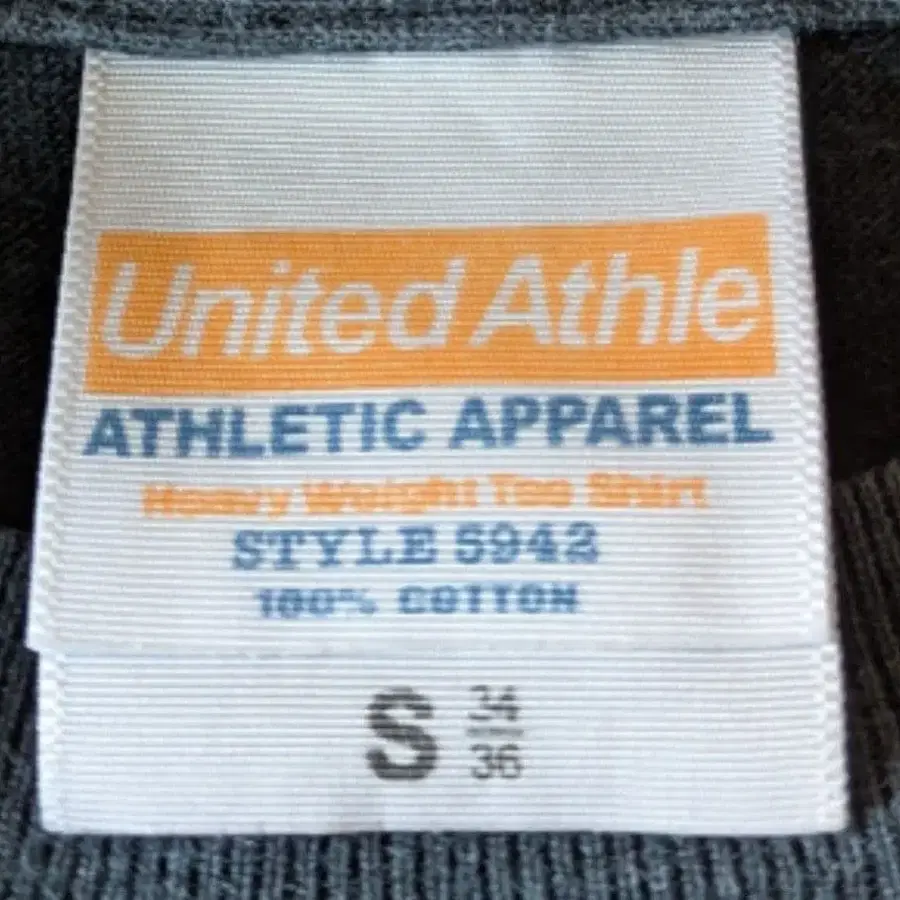 United Athle
ATHLETIC APPAREL
Heavy Weight Tee Shirt
STYLE 5942
100% COTTON
S 34
36